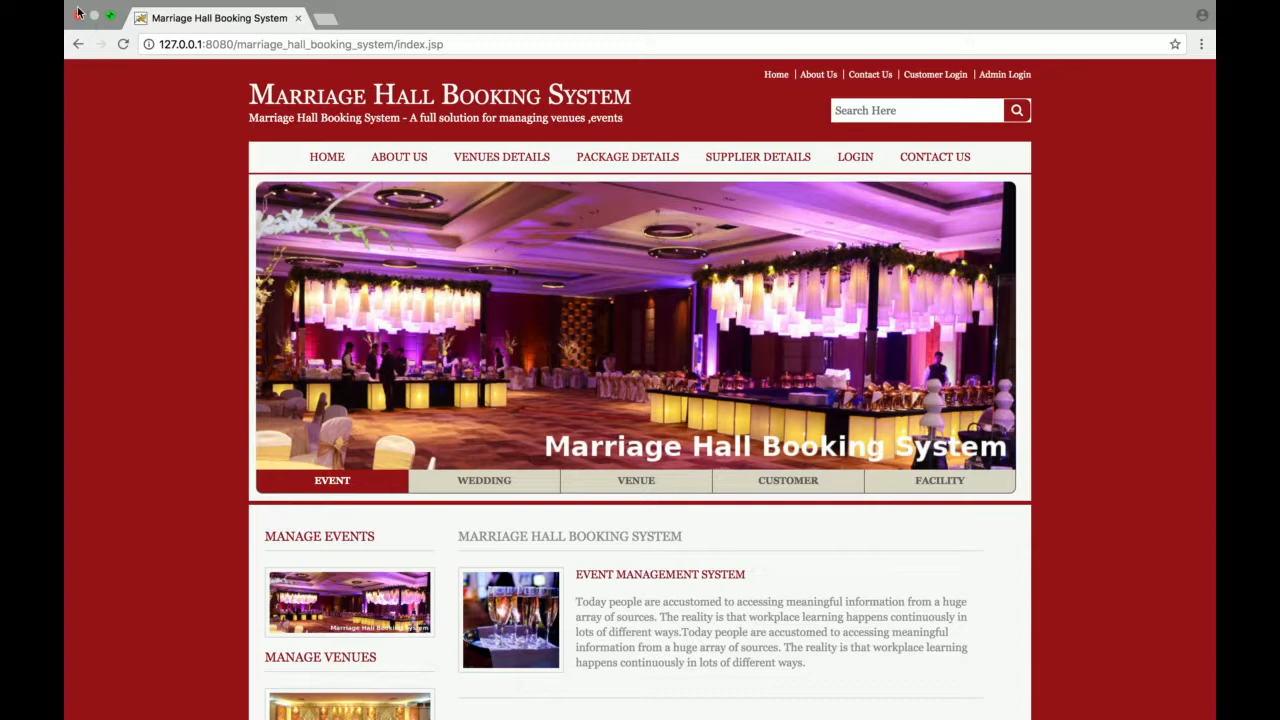 Marriage Hall Booking System
127.0.0.1:8080/marriage_hall_booking_system/index.jsp
Home | About Us | Contact Us | Customer Login | Admin Login
Marriage Hall Booking System
Marriage Hall Booking System - A full solution for managing venues ,events
Search Here
HOME ABOUT US VENUES DETAILS PACKAGE DETAILS SUPPLIER DETAILS LOGIN CONTACT US
Marriage Hall Booking System
EVENT WEDDING VENUE CUSTOMER FACILITY
MANAGE EVENTS
Marriage Hall Booking System
MANAGE VENUES
MARRIAGE HALL BOOKING SYSTEM
EVENT MANAGEMENT SYSTEM
Today people are accustomed to accessing meaningful information from a huge
array of sources. The reality is that workplace learning happens continuously in
lots of different ways.Today people are accustomed to accessing meaningful
information from a huge array of sources. The reality is that workplace learning
happens continuously in lots of different ways.